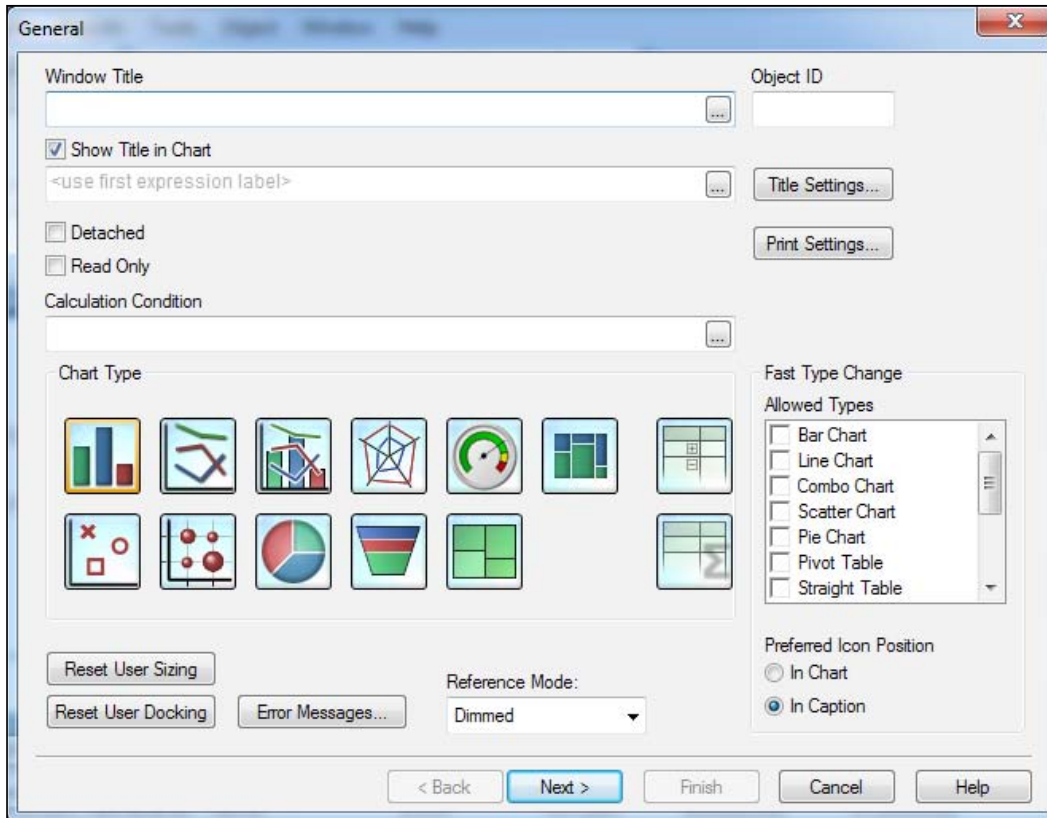 General
Window Title
Object ID
...
Show Title in Chart
<use first expression label>
...
Title Settings...
Detached
Print Settings...
Read Only
Calculation Condition
...
Chart Type
Fast Type Change
Allowed Types
Bar Chart
Line Chart
Combo Chart
Scatter Chart
Pie Chart
Pivot Table
Straight Table
Preferred Icon Position
In Chart
In Caption
Reset User Sizing
Reference Mode:
Reset User Docking
Error Messages...
Dimmed
< Back
Next >
Finish
Cancel
Help